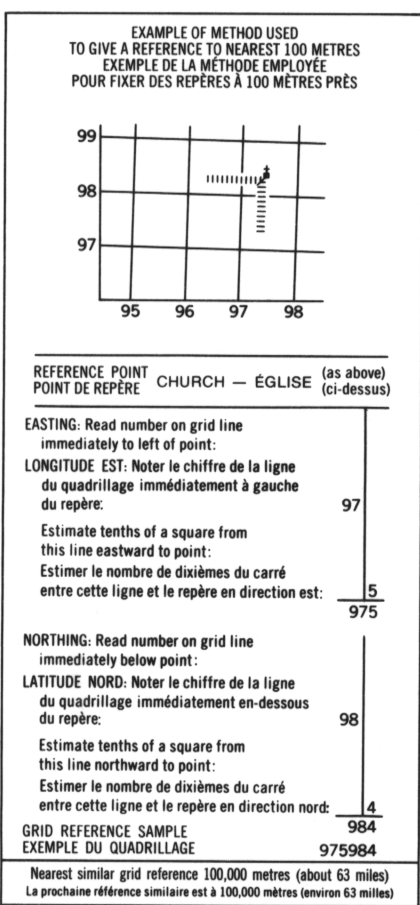 EXAMPLE OF METHOD USED
TO GIVE A REFERENCE TO NEAREST 100 METRES
EXEMPLE DE LA MÉTHODE EMPLOYÉE
POUR FIXER DES REPÈRES À 100 MÈTRES PRÈS
99
98
97
95 96 97 98
REFERENCE POINT
POINT DE REPÈRE CHURCH — ÉGLISE (as above)
(ci-dessus)
EASTING: Read number on grid line
immediately to left of point:
LONGITUDE EST: Noter le chiffre de la ligne
du quadrillage immédiatement à gauche
du repère: 97
Estimate tenths of a square from
this line eastward to point:
Estimer le nombre de dixièmes du carré
entre cette ligne et le repère en direction est: 5
975
NORTHING: Read number on grid line
immediately below point:
LATITUDE NORD: Noter le chiffre de la ligne
du quadrillage immédiatement en-dessous
du repère: 98
Estimate tenths of a square from
this line northward to point:
Estimer le nombre de dixièmes du carré
entre cette ligne et le repère en direction nord: 4
984
GRID REFERENCE SAMPLE
EXEMPLE DU QUADRILLAGE 975984
Nearest similar grid reference 100,000 metres (about 63 miles)
La prochaine référence similaire est à 100,000 mètres (environ 63 milles)